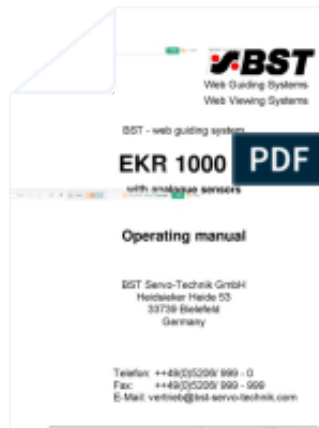 BST
Web Guiding Systems
Web Viewing Systems
BST - web guiding system
EKR 1000
PDF
with analogue sensors
Operating manual
BST Servo-Technik GmbH
Heidsieker Heide 53
33739 Bielefeld
Germany
Telefon: ++49(0)5206/ 999 - 0
Fax: ++49(0)5206/ 999 - 999
E-Mail: vertrieb@bst-servo-technik.com